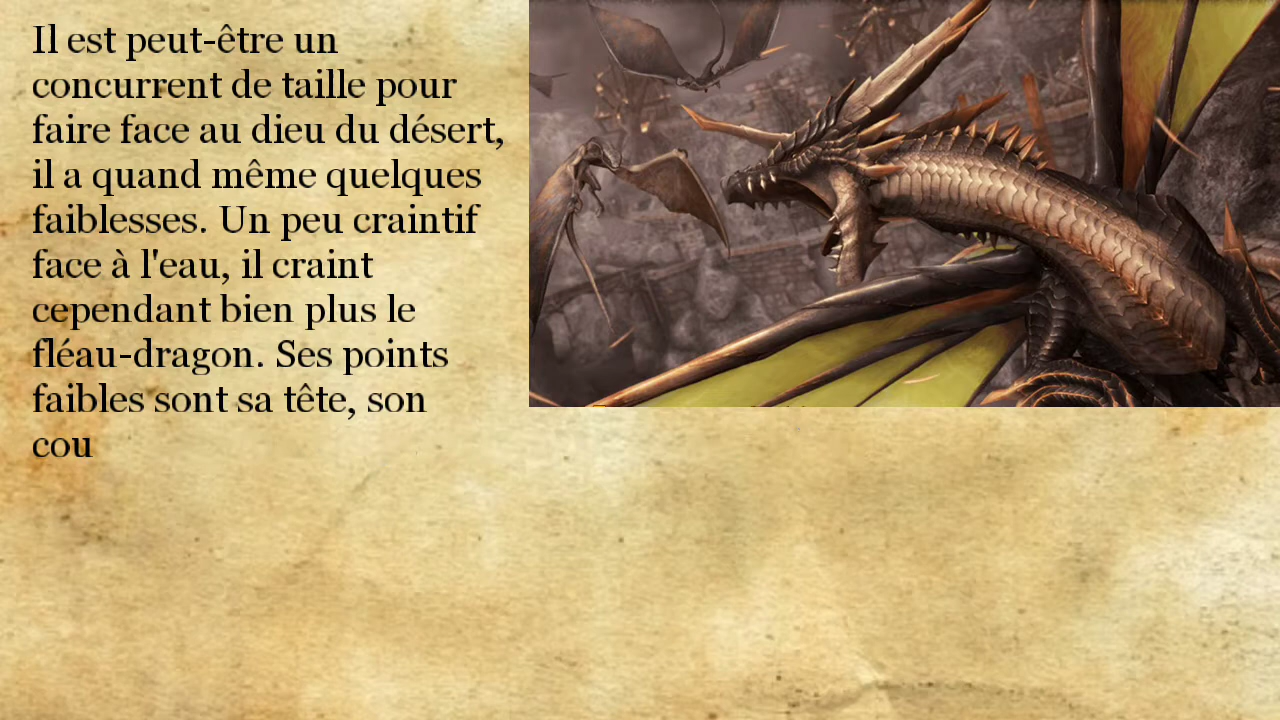 Il est peut-être un
concurrent de taille pour
faire face au dieu du désert,
il a quand même quelques
faiblesses. Un peu craintif
face à l'eau, il craint
cependant bien plus le
fléau-dragon. Ses points
faibles sont sa tête, son
cou